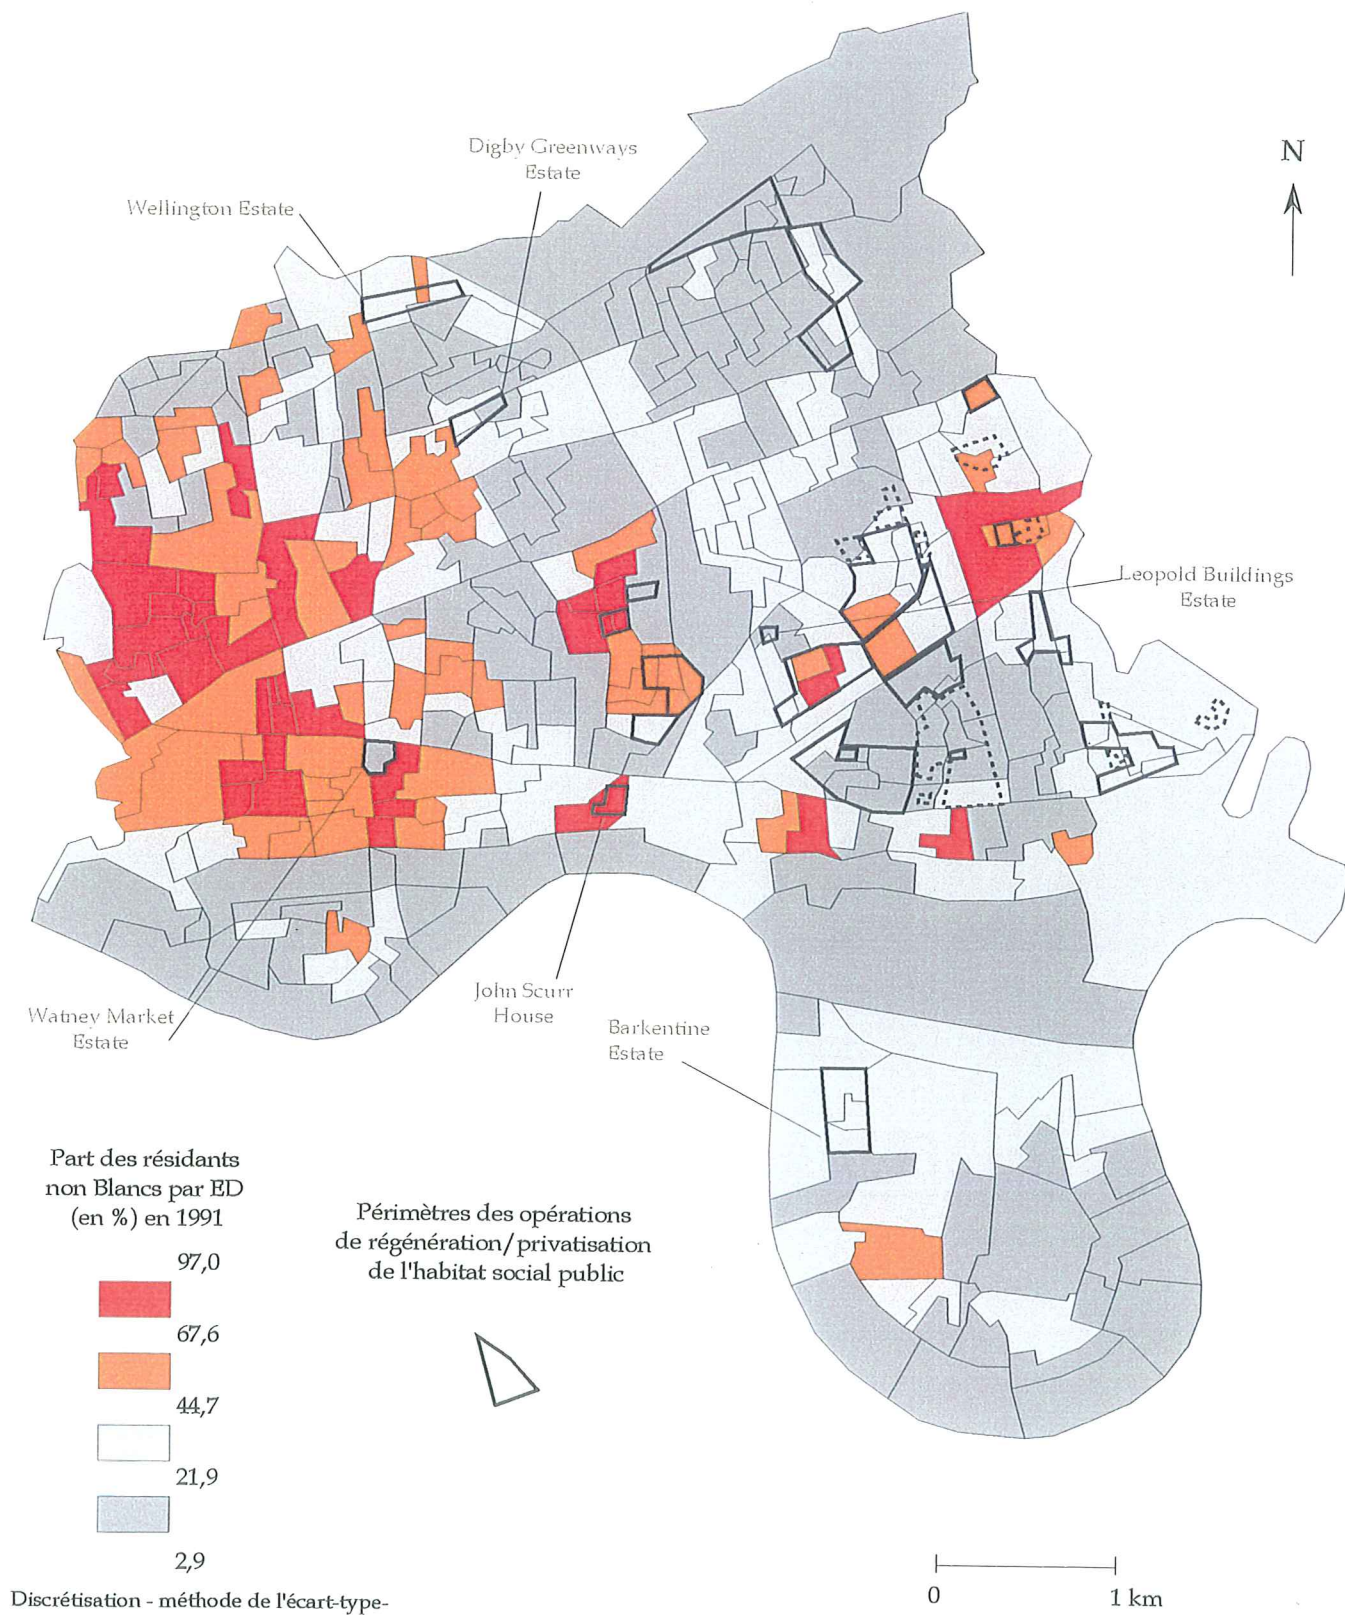 Digby Greenways
Estate
N
Wellington Estate
Leopold Buildings
Estate
Watney Market
Estate
John Scurr
House
Barkentine
Estate
Part des résidants
non Blancs par ED
(en %) en 1991
97,0
67,6
44,7
21,9
2,9
Périmètres des opérations
de régénération/privatisation
de l'habitat social public
Discrétisation - méthode de l'écart-type-
0 1 km